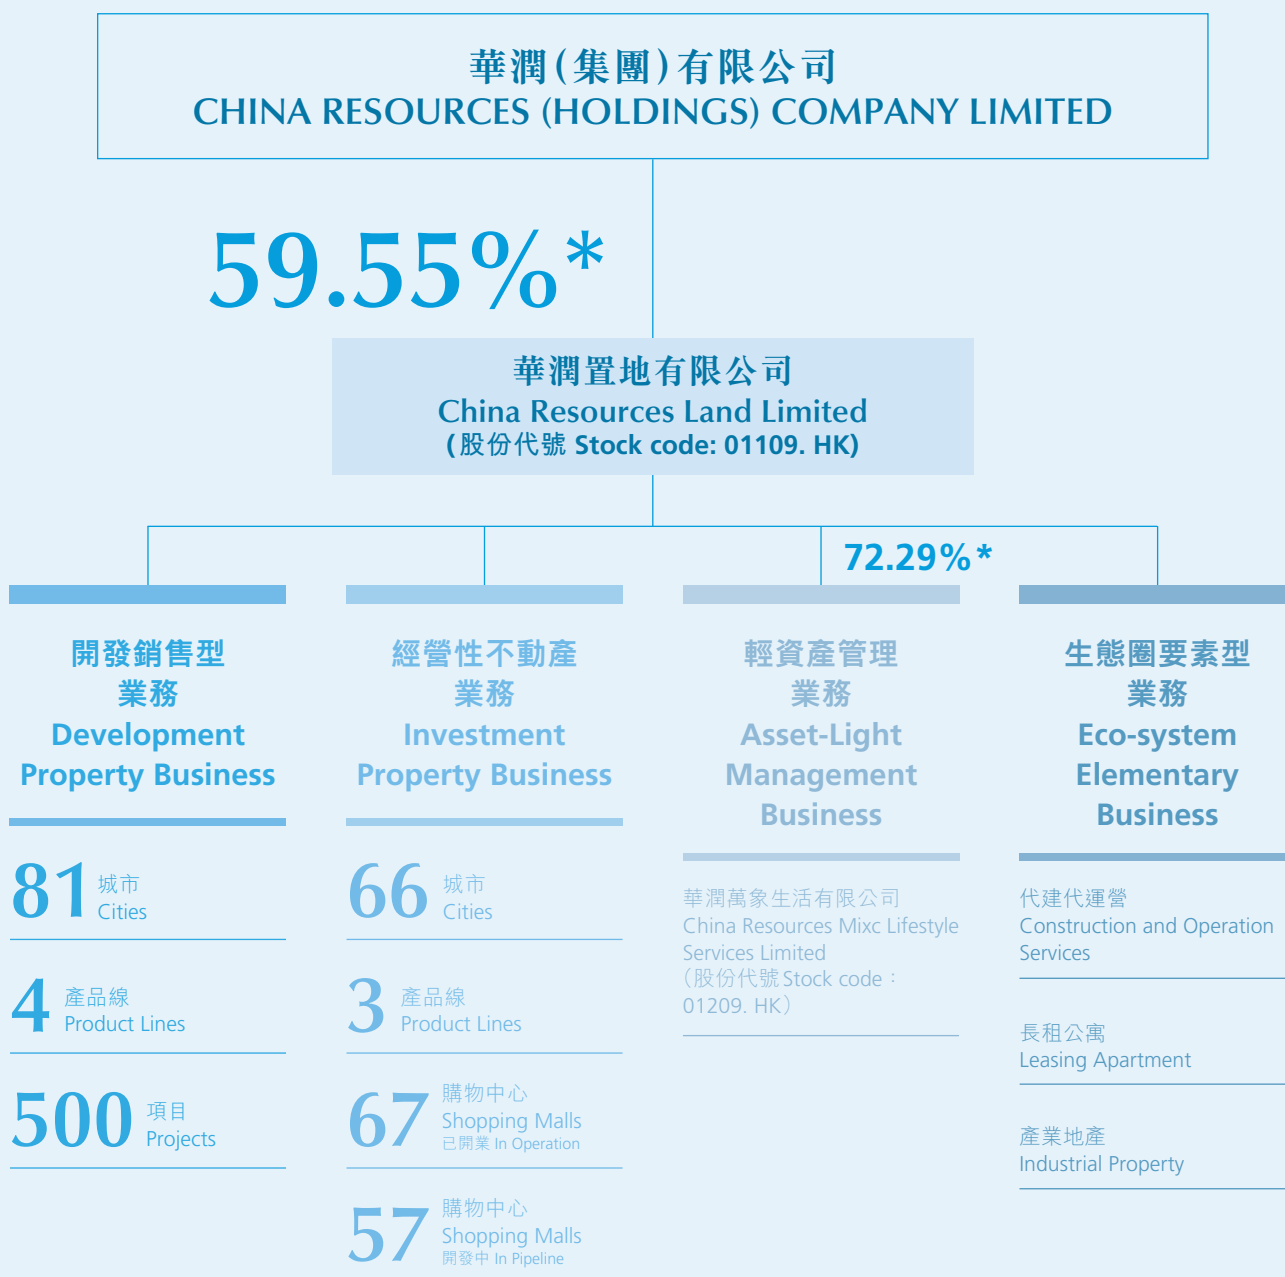 華潤(集團)有限公司
CHINA RESOURCES (HOLDINGS) COMPANY LIMITED
59.55%*
華潤置地有限公司
China Resources Land Limited
(股份代號 Stock code: 01109. HK)
72.29%*
開發銷售型
業務
Development
Property Business
81 城市
Cities
4 產品線
Product Lines
500 項目
Projects
經營性不動產
業務
Investment
Property Business
66 城市
Cities
3 產品線
Product Lines
67 購物中心
Shopping Malls
已開業 In Operation
57 購物中心
Shopping Malls
開發中 In Pipeline
輕資產管理
業務
Asset-Light
Management
Business
華潤萬象生活有限公司
China Resources Mixc Lifestyle
Services Limited
（股份代號 Stock code：
01209. HK）
生態圈要素型
業務
Eco-system
Elementary
Business
代建代運營
Construction and Operation
Services
長租公寓
Leasing Apartment
產業地產
Industrial Property